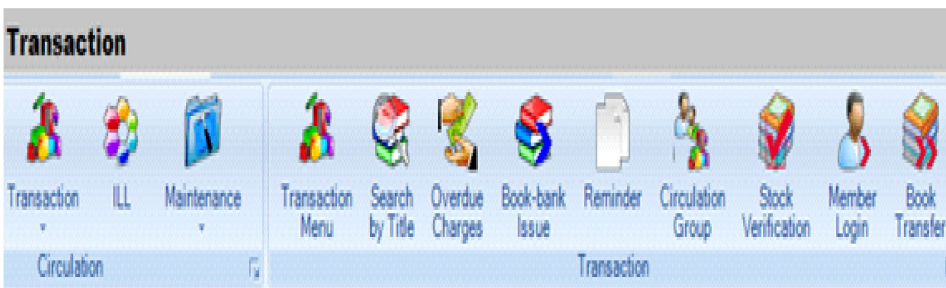 Transaction
Transaction ILL Maintenance Transaction Menu Search by Title Overdue Charges Book-bank Issue Reminder Circulation Group Stock Verification Member Login Book Transfer
Circulation Transaction